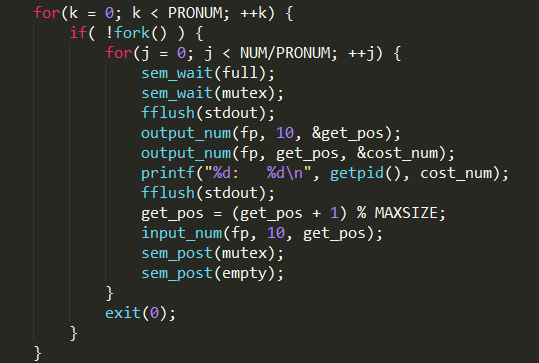 for(k = 0; k < PRONUM; ++k) {
    if( !fork() ) {
        for(j = 0; j < NUM/PRONUM; ++j) {
            sem_wait(full);
            sem_wait(mutex);
            fflush(stdout);
            output_num(fp, 10, &get_pos);
            output_num(fp, get_pos, &cost_num);
            printf("%d:   %d\n", getpid(), cost_num);
            fflush(stdout);
            get_pos = (get_pos + 1) % MAXSIZE;
            input_num(fp, 10, get_pos);
            sem_post(mutex);
            sem_post(empty);
        }
        exit(0);
    }
}